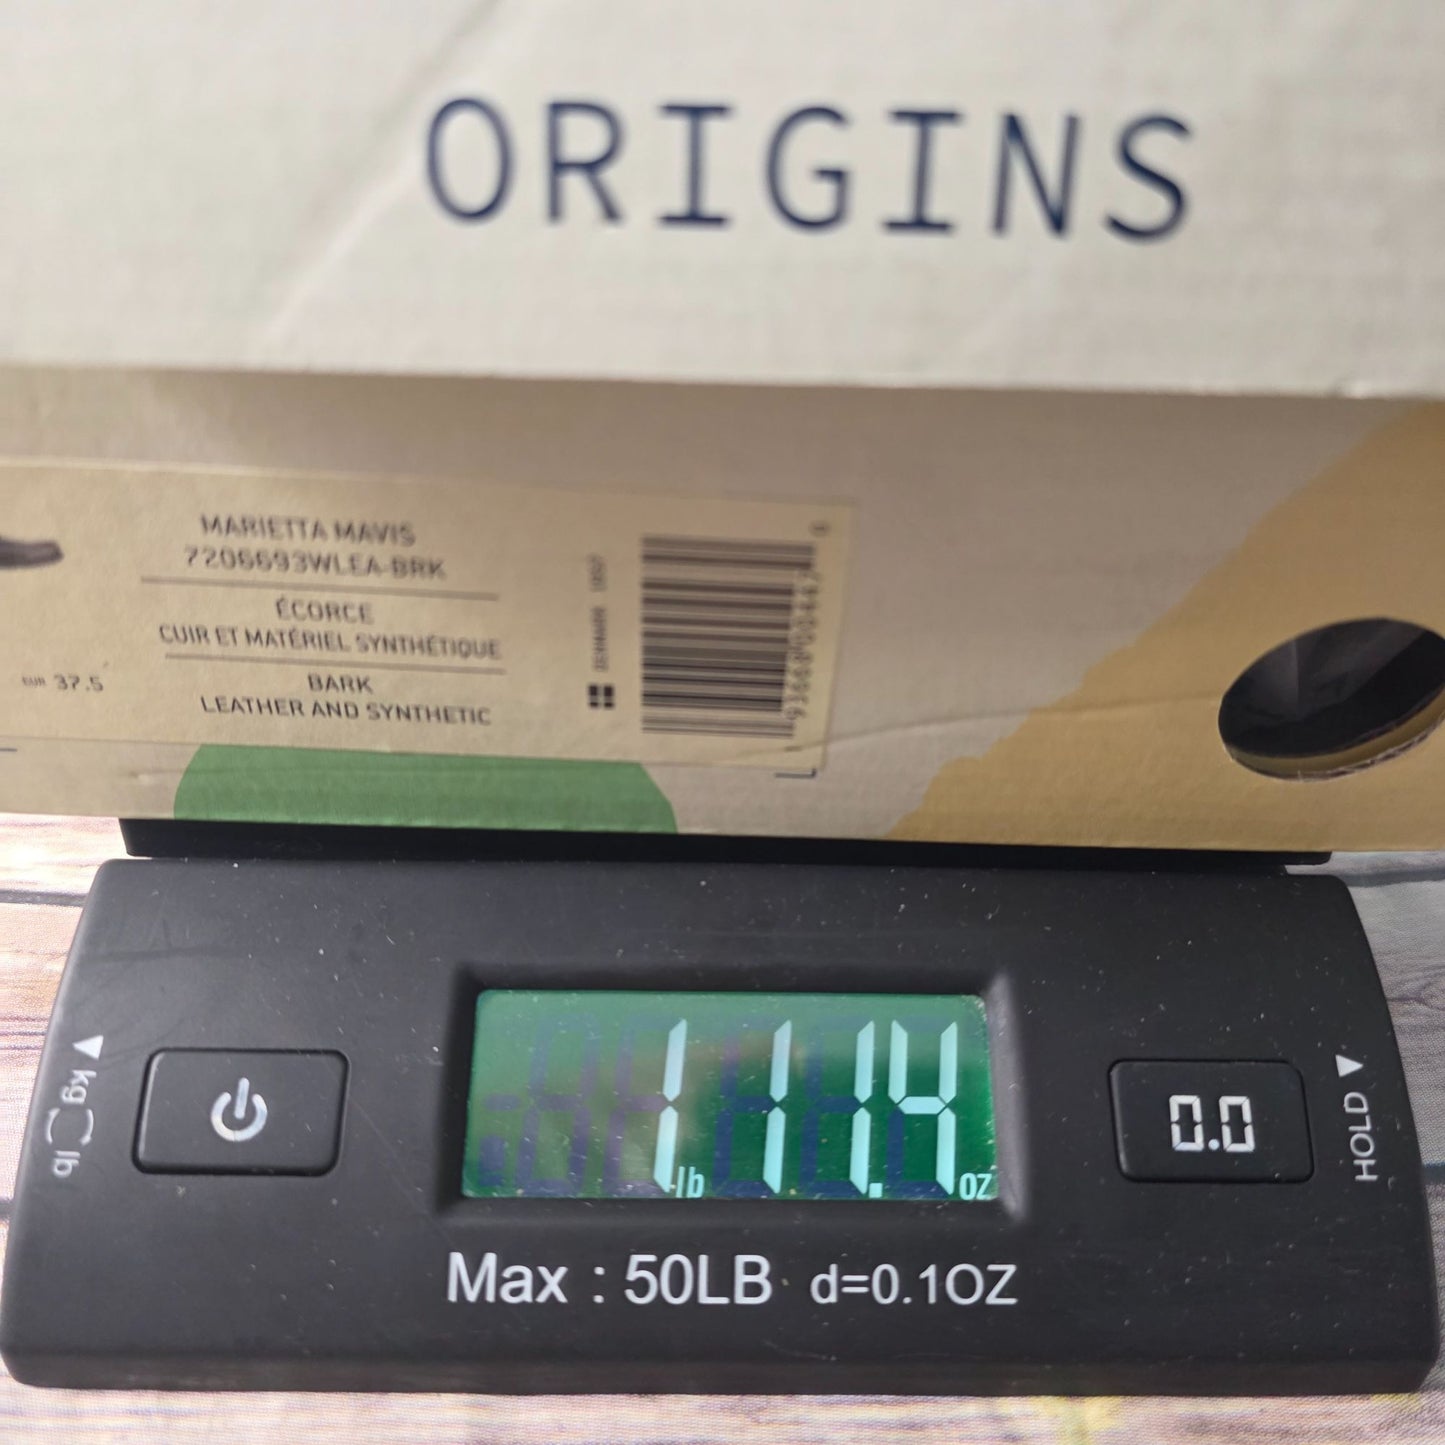 ORIGINS
MARIETTA MAVIS
7206693WLEA-BRK
ÉCORCE
CUIR ET MATÉRIEL SYNTHÉTIQUE
EUR 37.5
BARK
LEATHER AND SYNTHETIC
kg lb
1 lb 11.4 oz
0.0
HOLD
Max : 50LB d=0.1OZ